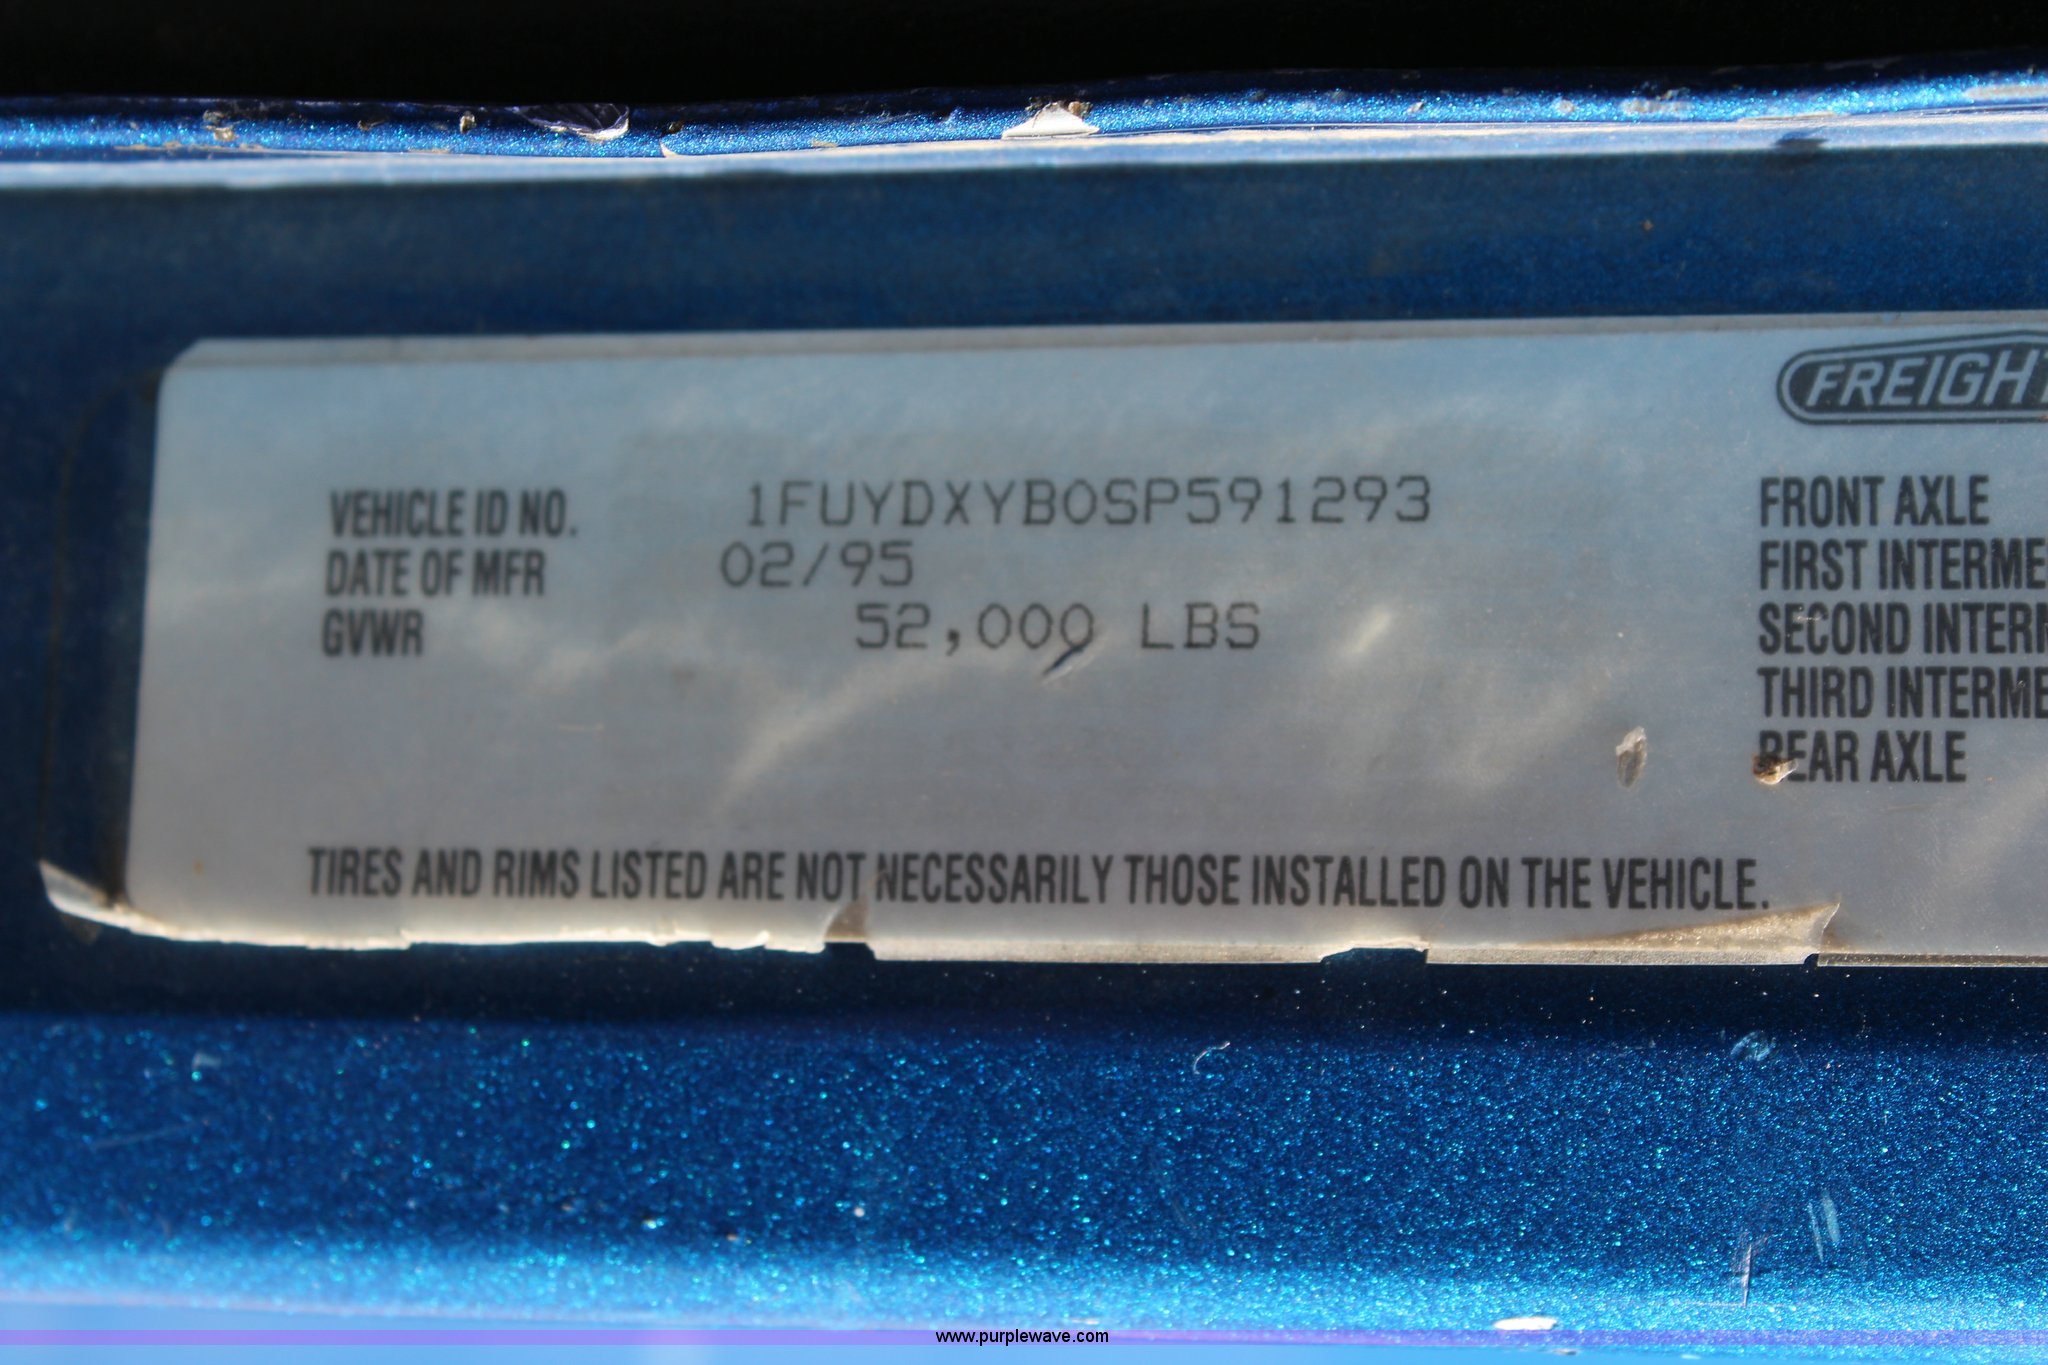 FREIGHT
VEHICLE ID NO. 1FUYDXYB0SP591293
DATE OF MFR 02/95
GVWR 52,000 LBS
FRONT AXLE
FIRST INTERME
SECOND INTERM
THIRD INTERME
REAR AXLE
TIRES AND RIMS LISTED ARE NOT NECESSARILY THOSE INSTALLED ON THE VEHICLE.
www.purplewave.com